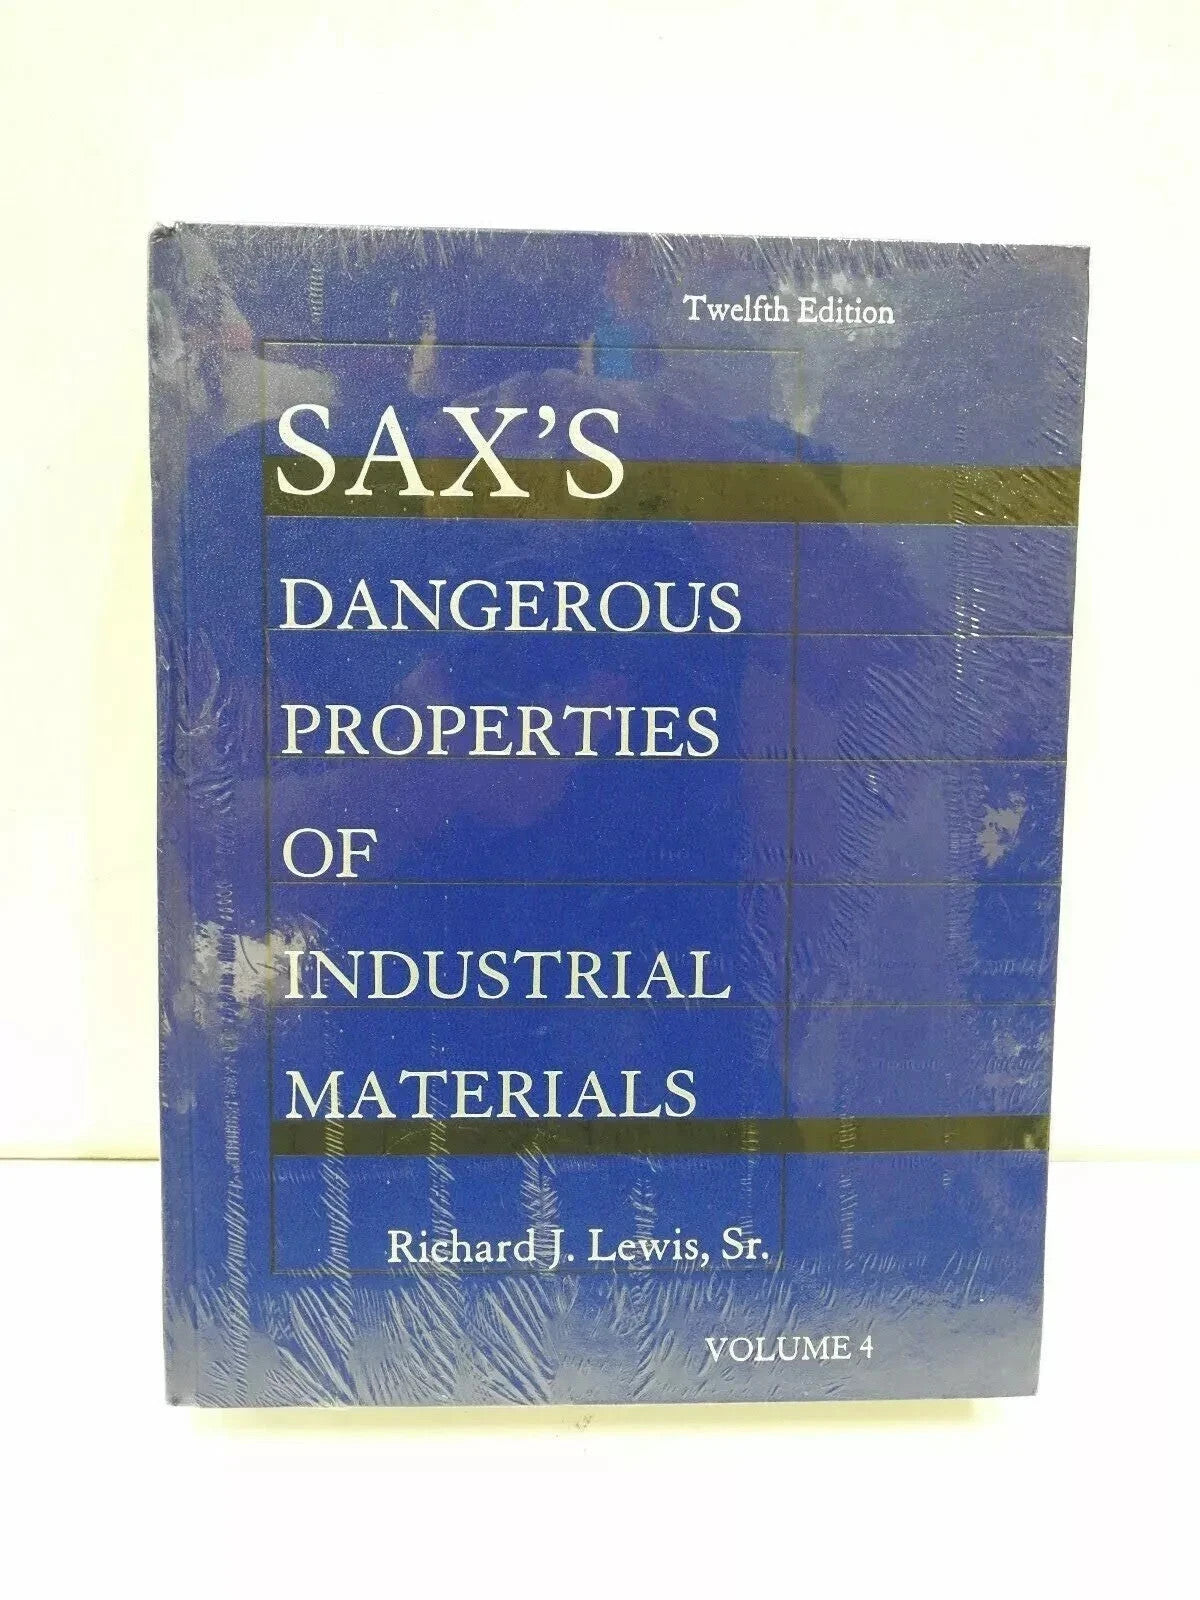 Twelfth Edition
SAX'S
DANGEROUS
PROPERTIES
OF
INDUSTRIAL
MATERIALS
Richard J. Lewis, Sr.
VOLUME 4